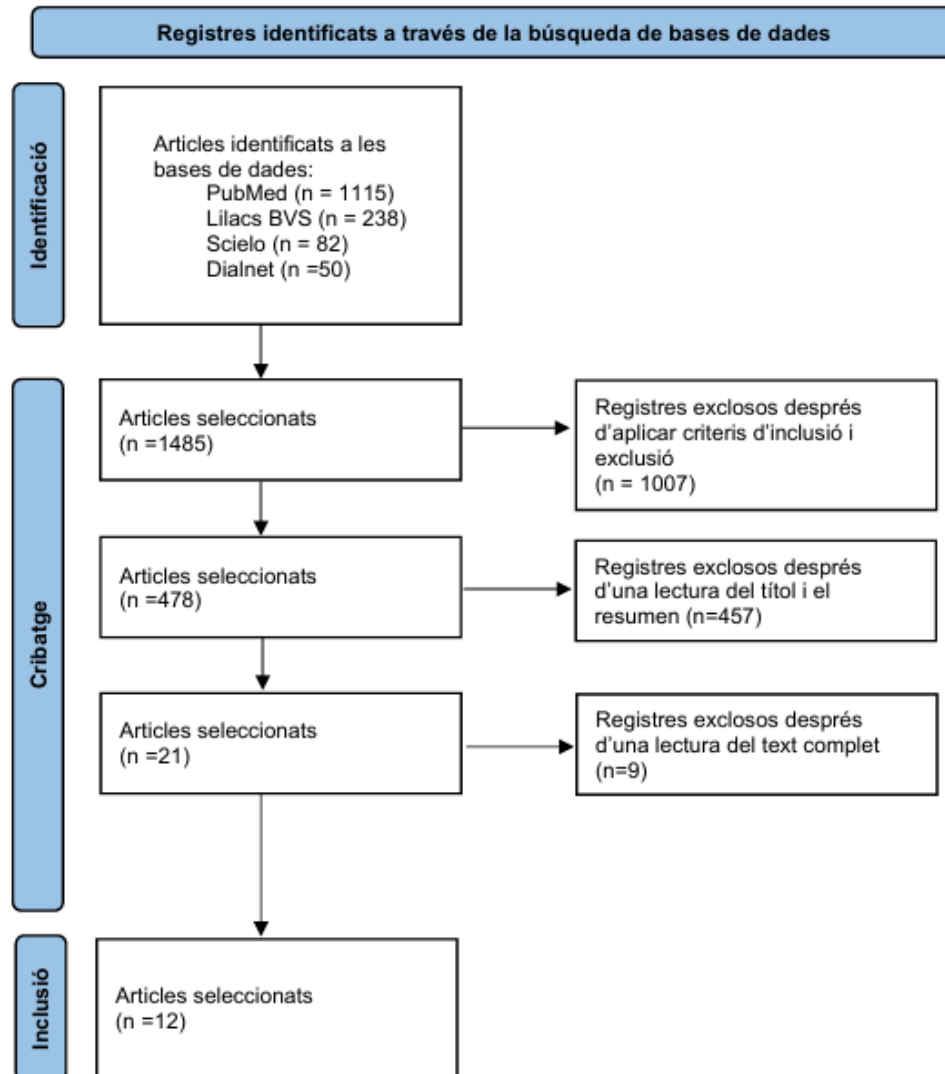 Registres identificats a través de la búsqueda de bases de dades
Identificació
Articles identificats a les
bases de dades:
PubMed (n = 1115)
Lilacs BVS (n = 238)
Scielo (n = 82)
Dialnet (n =50)
Cribatge
Articles seleccionats
(n =1485)
Registres exclosos després
d'aplicar criteris d'inclusió i
exclusió
(n = 1007)
Articles seleccionats
(n =478)
Registres exclosos després
d'una lectura del títol i el
resumen (n=457)
Articles seleccionats
(n =21)
Registres exclosos després
d'una lectura del text complet
(n=9)
Inclusió
Articles seleccionats
(n =12)